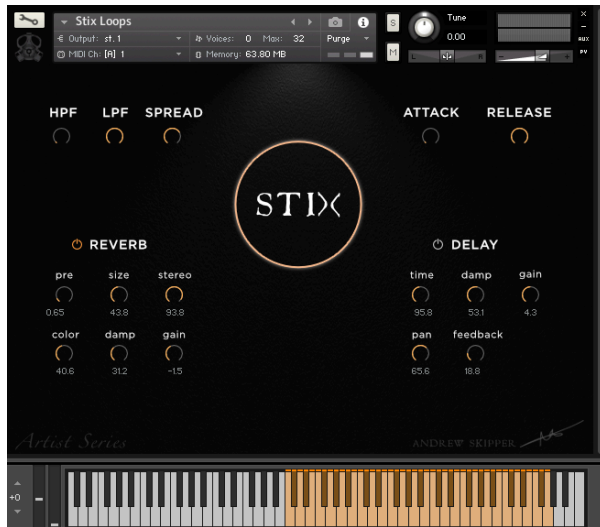 Stix Loops
Output: st. 1
Voices: 0 Max: 32
Purge
MIDI Ch: [A] 1
Memory: 63.80 MB
S
M
Tune
0.00
L R
×
–
AUX
PV
HPF LPF SPREAD
ATTACK RELEASE
STIX
REVERB
pre size stereo
0.65 43.8 93.8
color damp gain
40.6 31.2 -1.5
DELAY
time damp gain
95.8 53.1 4.3
pan feedback
65.6 18.8
Artist Series
ANDREW SKIPPER
+0